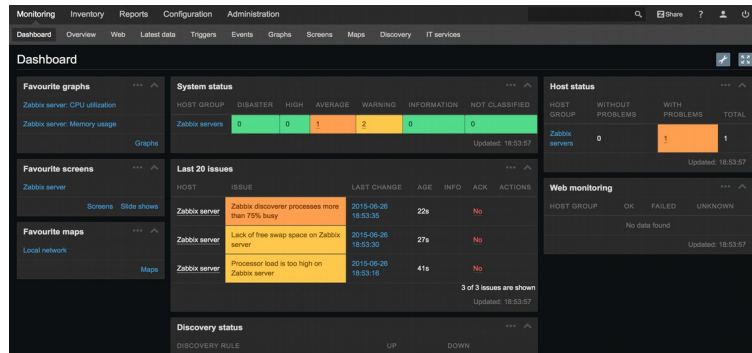 Monitoring Inventory Reports Configuration Administration
Share ?
Dashboard Overview Web Latest data Triggers Events Graphs Screens Maps Discovery IT services
Dashboard
Favourite graphs
Zabbix server: CPU utilization
Zabbix server: Memory usage
Graphs
Favourite screens
Zabbix server
Screens Slide shows
Favourite maps
Local network
Maps
System status
HOST GROUP DISASTER HIGH AVERAGE WARNING INFORMATION NOT CLASSIFIED
Zabbix servers 0 0 1 2 0 0
Updated: 18:53:57
Last 20 issues
HOST ISSUE LAST CHANGE AGE INFO ACK ACTIONS
Zabbix server Zabbix discoverer processes more than 75% busy 2015-06-26 18:53:35 22s No
Zabbix server Lack of free swap space on Zabbix server 2015-06-26 18:53:30 27s No
Zabbix server Processor load is too high on Zabbix server 2015-06-26 18:53:16 41s No
3 of 3 issues are shown
Updated: 18:53:57
Discovery status
DISCOVERY RULE UP DOWN
Host status
HOST GROUP WITHOUT PROBLEMS WITH PROBLEMS TOTAL
Zabbix servers 0 1 1
Updated: 18:53:57
Web monitoring
HOST GROUP OK FAILED UNKNOWN
No data found
Updated: 18:53:57